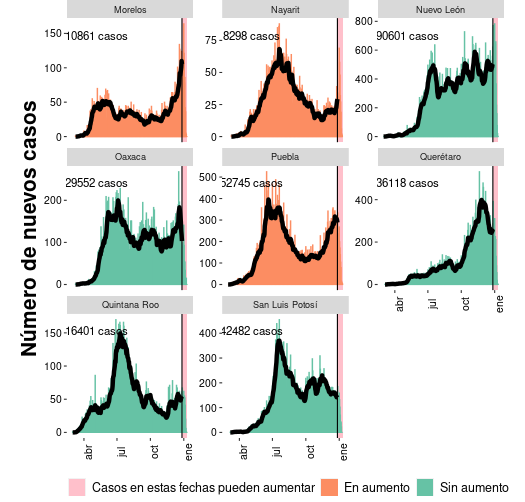 Número de nuevos casos
Morelos
Nayarit
Nuevo León
10861 casos
8298 casos
90601 casos
150
100
50
0
75
50
25
0
800
600
400
200
0
Oaxaca
Puebla
Querétaro
29552 casos
52745 casos
36118 casos
200
100
0
500
400
300
200
100
0
400
200
0
abr
jul
oct
ene
Quintana Roo
San Luis Potosí
16401 casos
42482 casos
150
100
50
0
400
300
200
100
0
abr
jul
oct
ene
abr
jul
oct
ene
Casos en estas fechas pueden aumentar
En aumento
Sin aumento